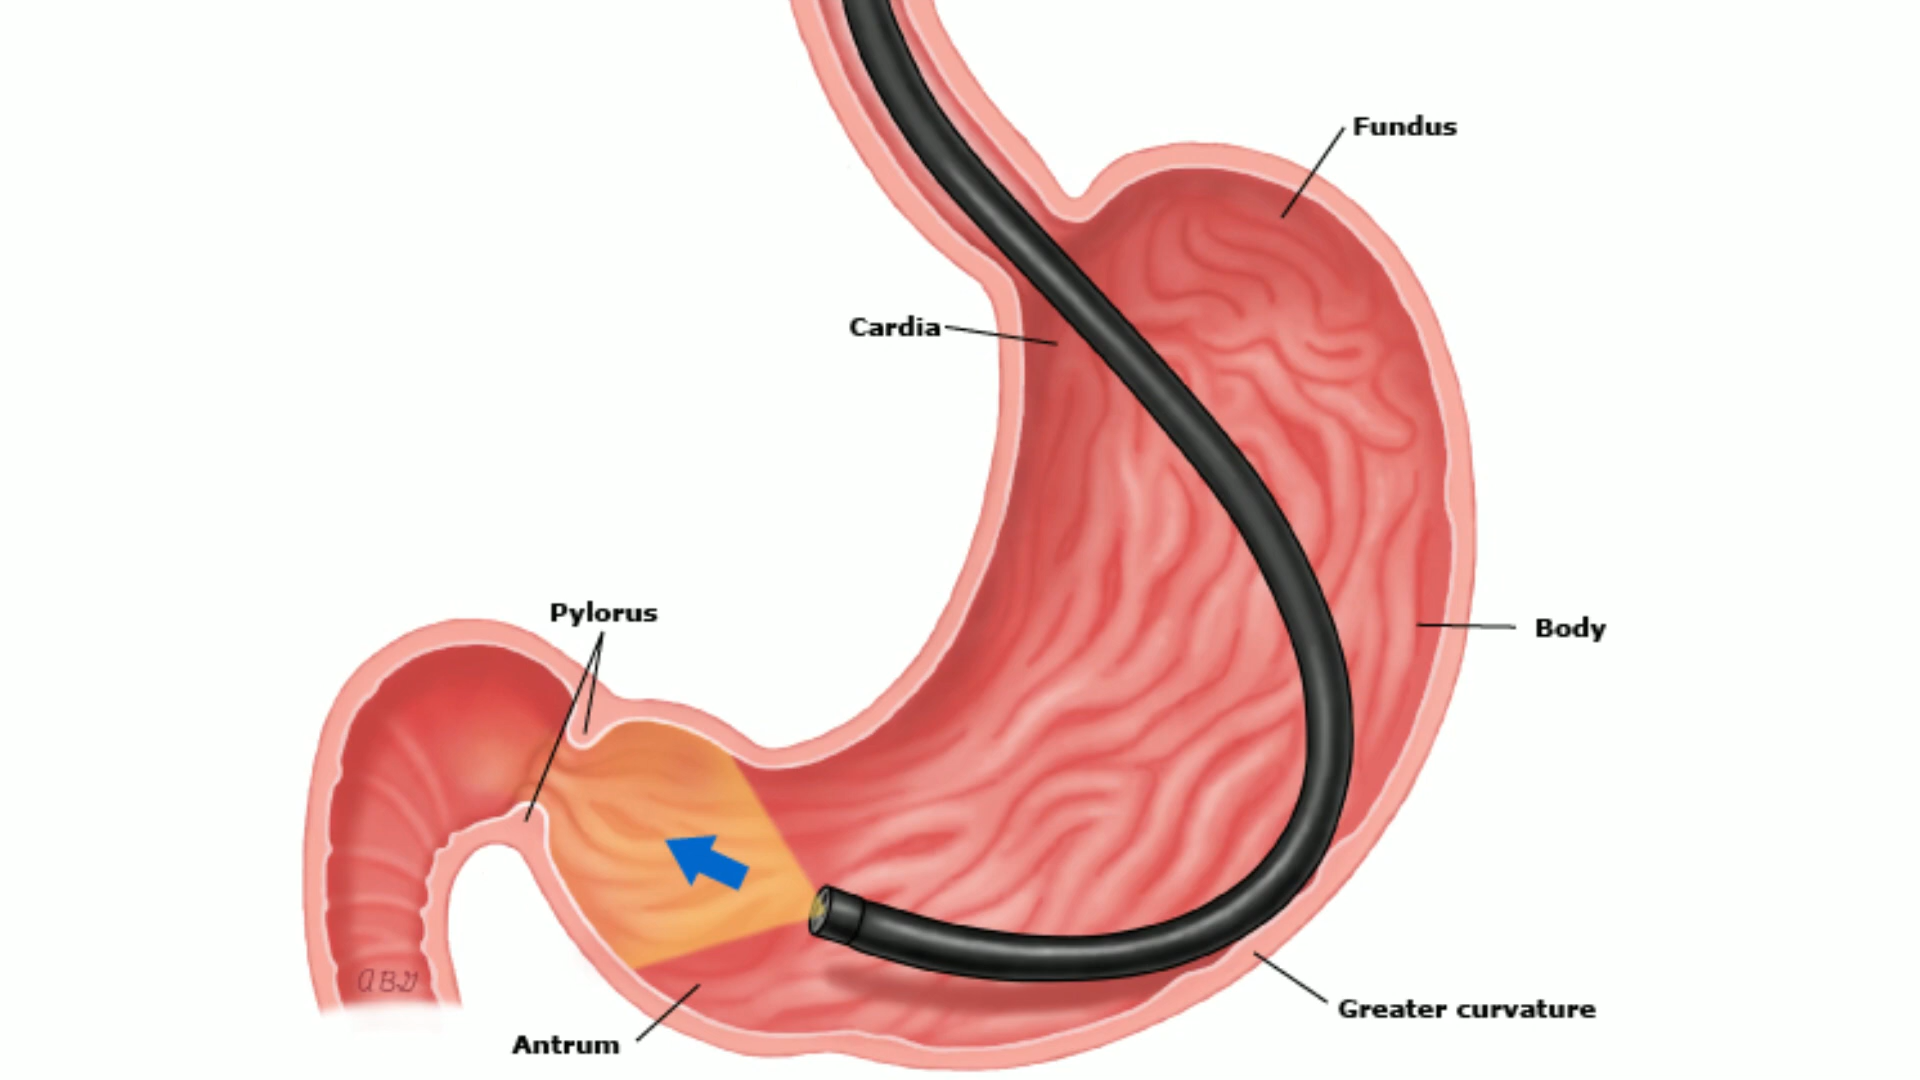 Fundus
Cardia
Pylorus
Body
Greater curvature
Antrum